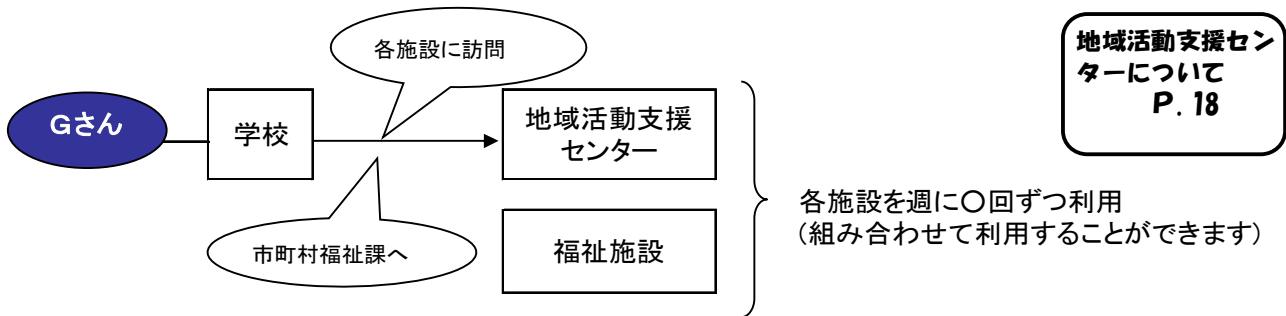 各施設に訪問
地域活動支援セン
ターについて
P.18
Gさん
学校
地域活動支援
センター
各施設を週に〇回ずつ利用
(組み合わせて利用することができます)
市町村福祉課へ
福祉施設